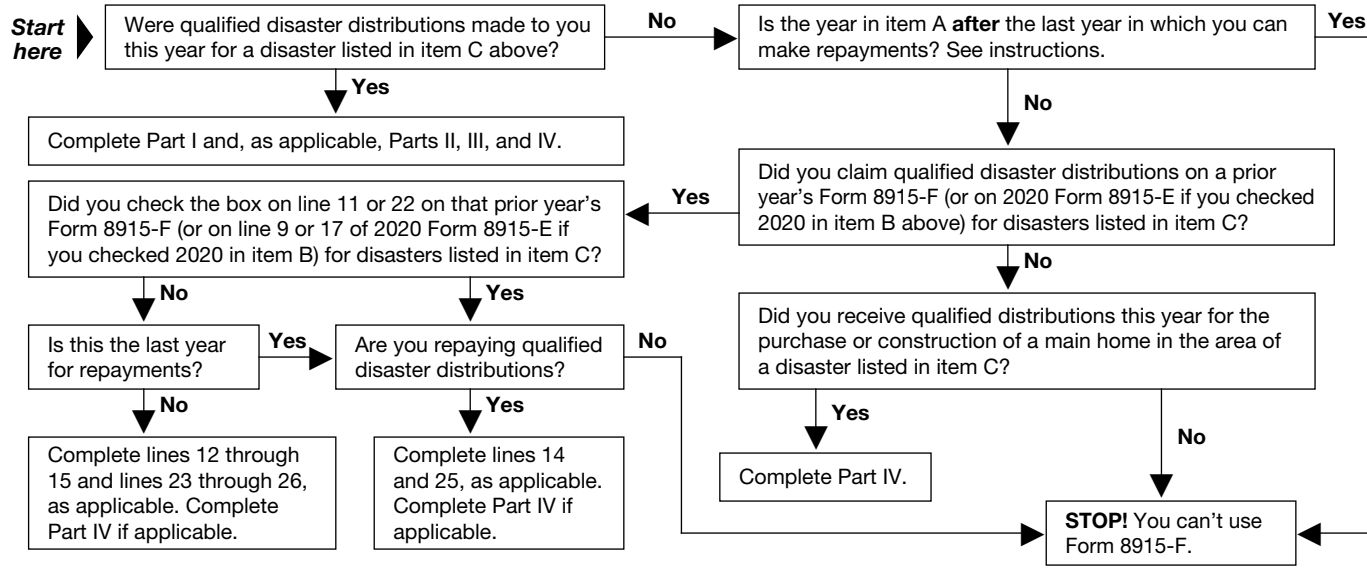 Start
here
Were qualified disaster distributions made to you
this year for a disaster listed in item C above?
No
Is the year in item A after the last year in which you can
make repayments? See instructions.
Yes
Yes
No
Complete Part I and, as applicable, Parts II, III, and IV.
Did you claim qualified disaster distributions on a prior
year's Form 8915-F (or on 2020 Form 8915-E if you checked
2020 in item B above) for disasters listed in item C?
Yes
Did you check the box on line 11 or 22 on that prior year's
Form 8915-F (or on line 9 or 17 of 2020 Form 8915-E if
you checked 2020 in item B) for disasters listed in item C?
No
No
Yes
Did you receive qualified distributions this year for the
purchase or construction of a main home in the area of
a disaster listed in item C?
Is this the last year
for repayments?
Yes
Are you repaying qualified
disaster distributions?
No
No
Yes
Yes
No
Complete lines 12 through
15 and lines 23 through 26,
as applicable. Complete
Part IV if applicable.
Complete lines 14
and 25, as applicable.
Complete Part IV if
applicable.
Complete Part IV.
STOP! You can't use
Form 8915-F.